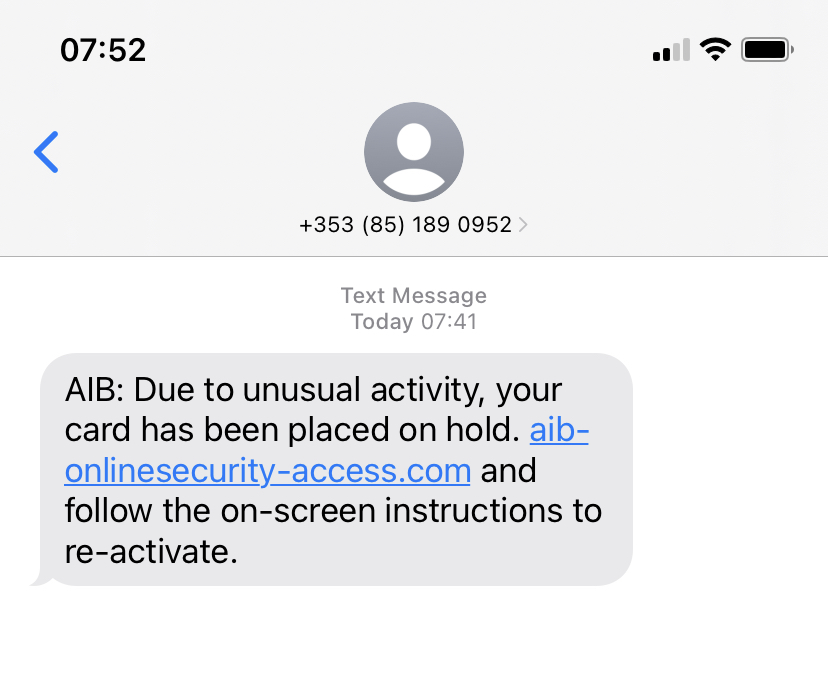 07:52
+353 (85) 189 0952
Text Message
Today 07:41
AIB: Due to unusual activity, your
card has been placed on hold. aib-
onlinesecurity-access.com and
follow the on-screen instructions to
re-activate.